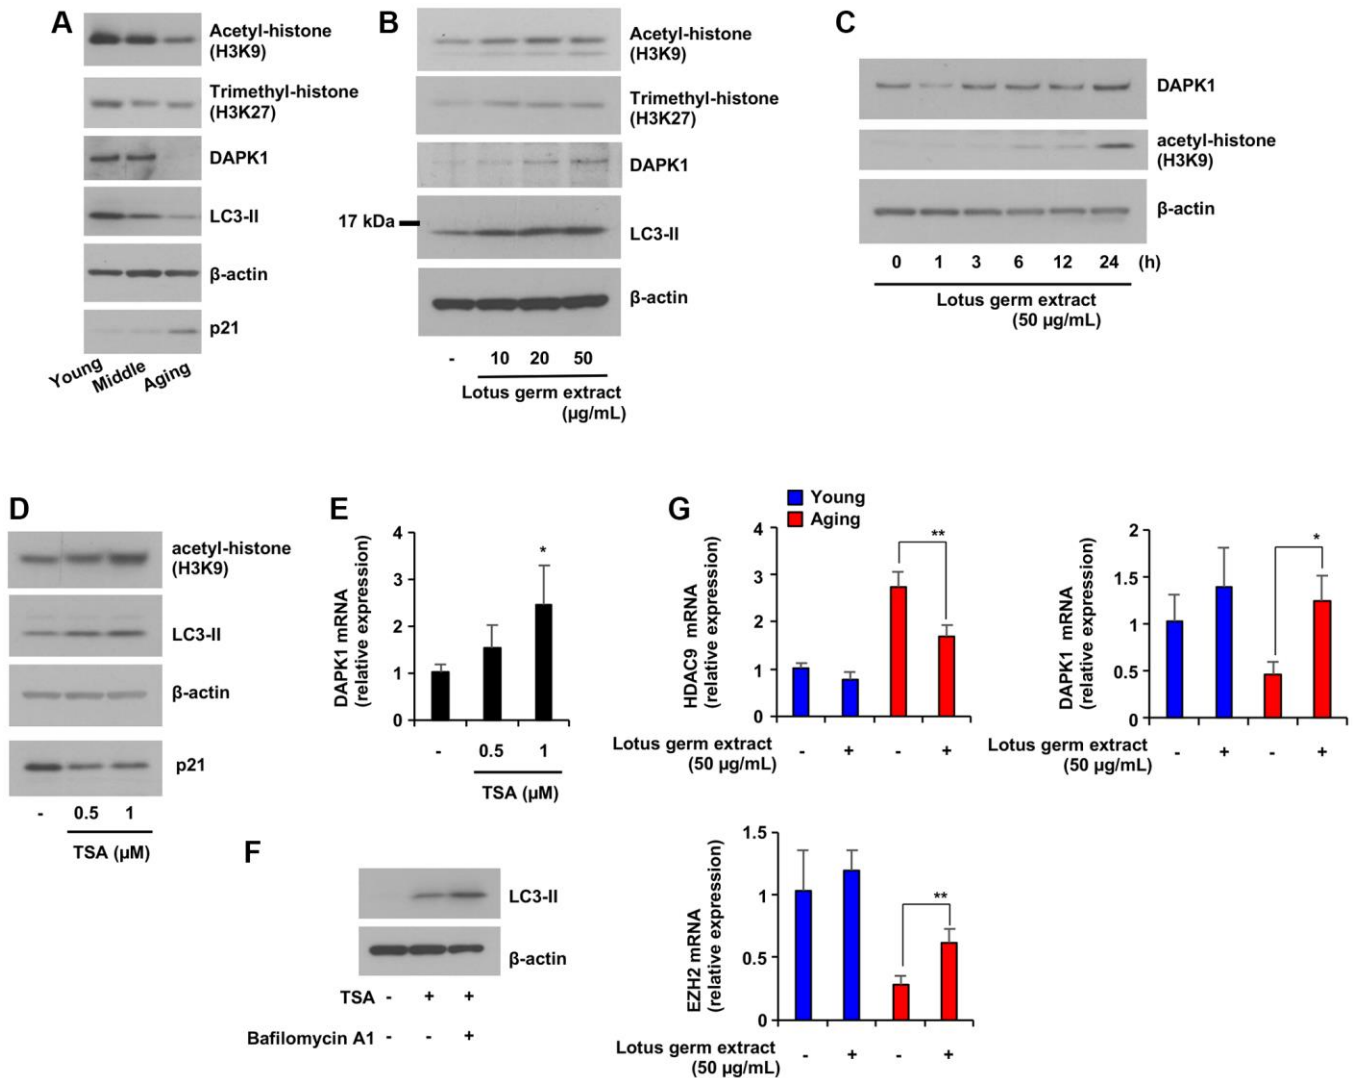 A
Acetyl-histone
(H3K9)
Trimethyl-histone
(H3K27)
DAPK1
LC3-II
β-actin
p21
Young Middle Aging
B
Acetyl-histone
(H3K9)
Trimethyl-histone
(H3K27)
DAPK1
17 kDa
LC3-II
β-actin
- 10 20 50
Lotus germ extract
(μg/mL)
C
DAPK1
acetyl-histone
(H3K9)
β-actin
0 1 3 6 12 24 (h)
Lotus germ extract
(50 μg/mL)
D
acetyl-histone
(H3K9)
LC3-II
β-actin
p21
- 0.5 1
TSA (μM)
E
DAPK1 mRNA
(relative expression)
4
3
2
1
0
*
- 0.5 1
TSA (μM)
F
LC3-II
β-actin
TSA - + +
Bafilomycin A1 - - +
G
Young
Aging
HDAC9 mRNA
(relative expression)
4
3
2
1
0
**
Lotus germ extract
(50 μg/mL)
- + - +
DAPK1 mRNA
(relative expression)
2
1.5
1
0.5
0
*
Lotus germ extract
(50 μg/mL)
- + - +
EZH2 mRNA
(relative expression)
1.5
1
0.5
0
**
Lotus germ extract
(50 μg/mL)
- + - +